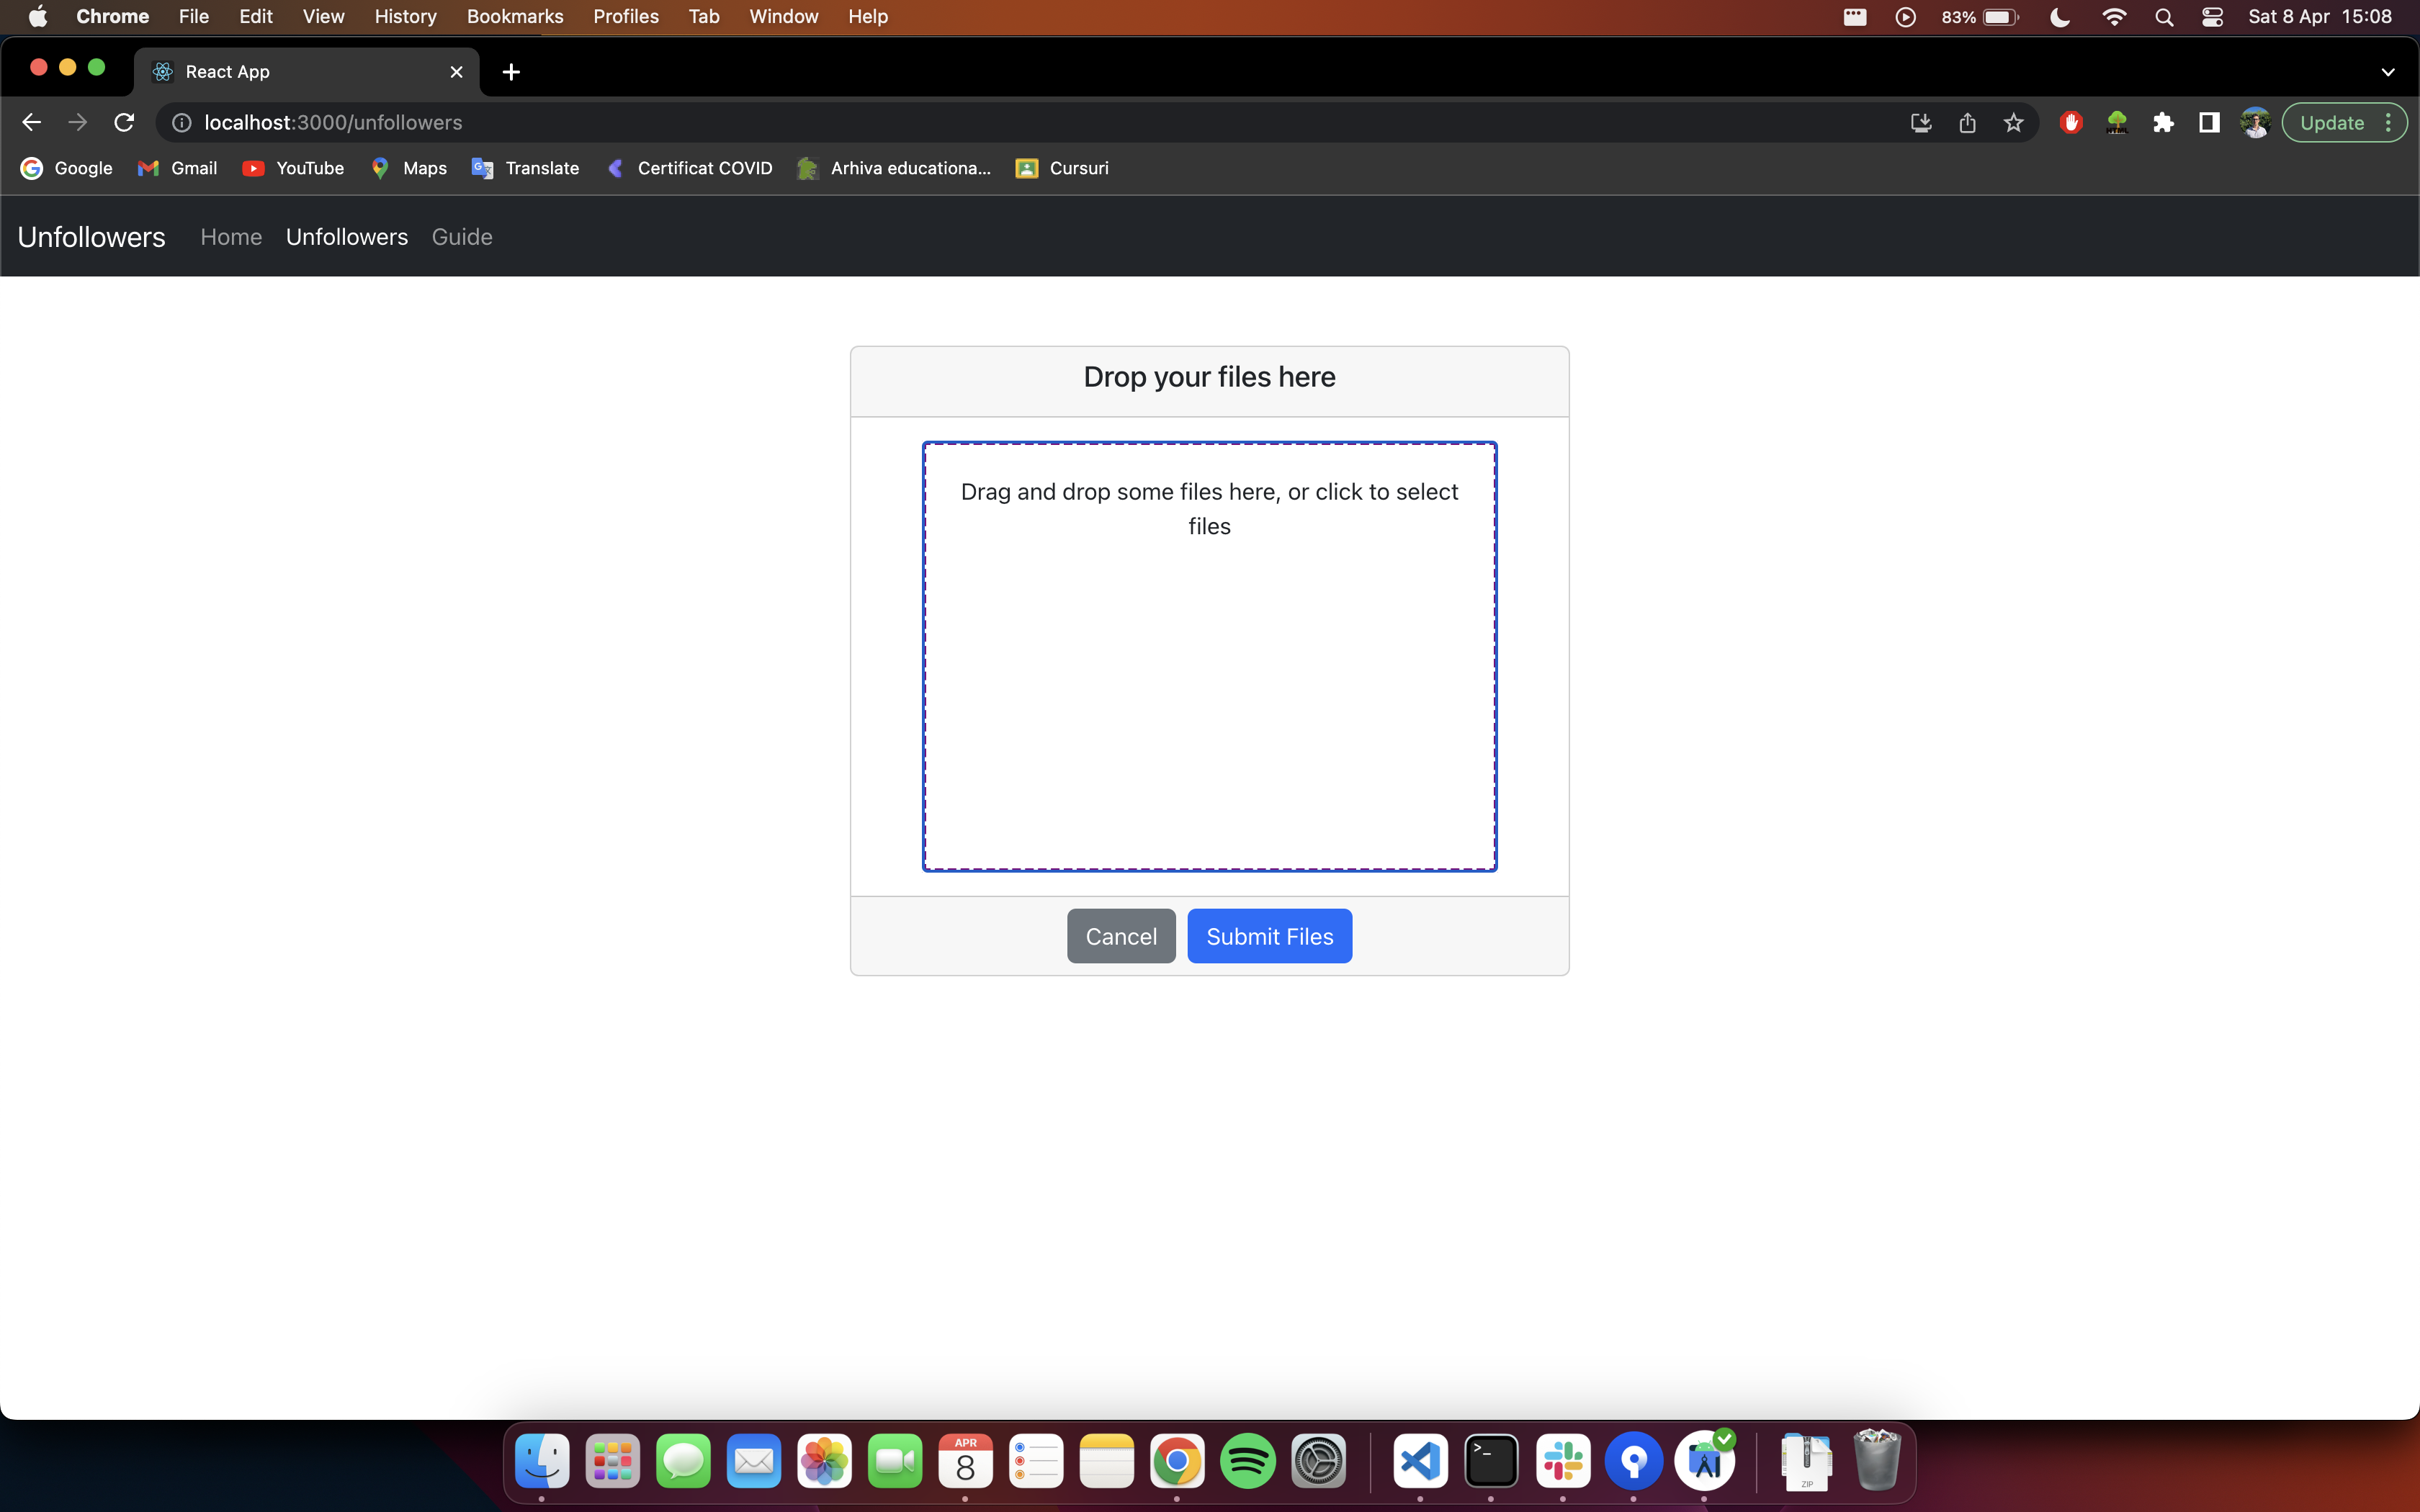 Chrome File Edit View History Bookmarks Profiles Tab Window Help 83% Sat 8 Apr 15:08
React App
localhost:3000/unfollowers Update
Google Gmail YouTube Maps Translate Certificat COVID Arhiva educationa... Cursuri
Unfollowers Home Unfollowers Guide
Drop your files here
Drag and drop some files here, or click to select
files
Cancel Submit Files
APR
8
>_
ZIP